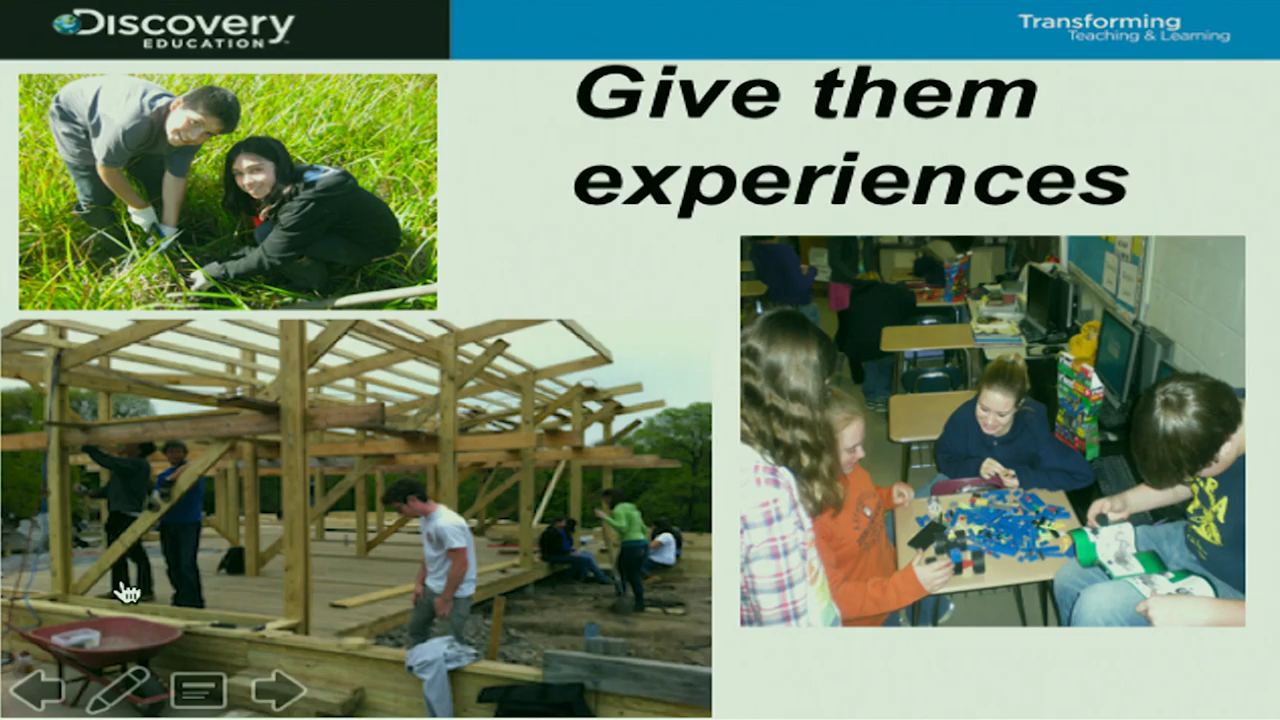 Discovery
EDUCATION
Transforming
Teaching & Learning
Give them
experiences